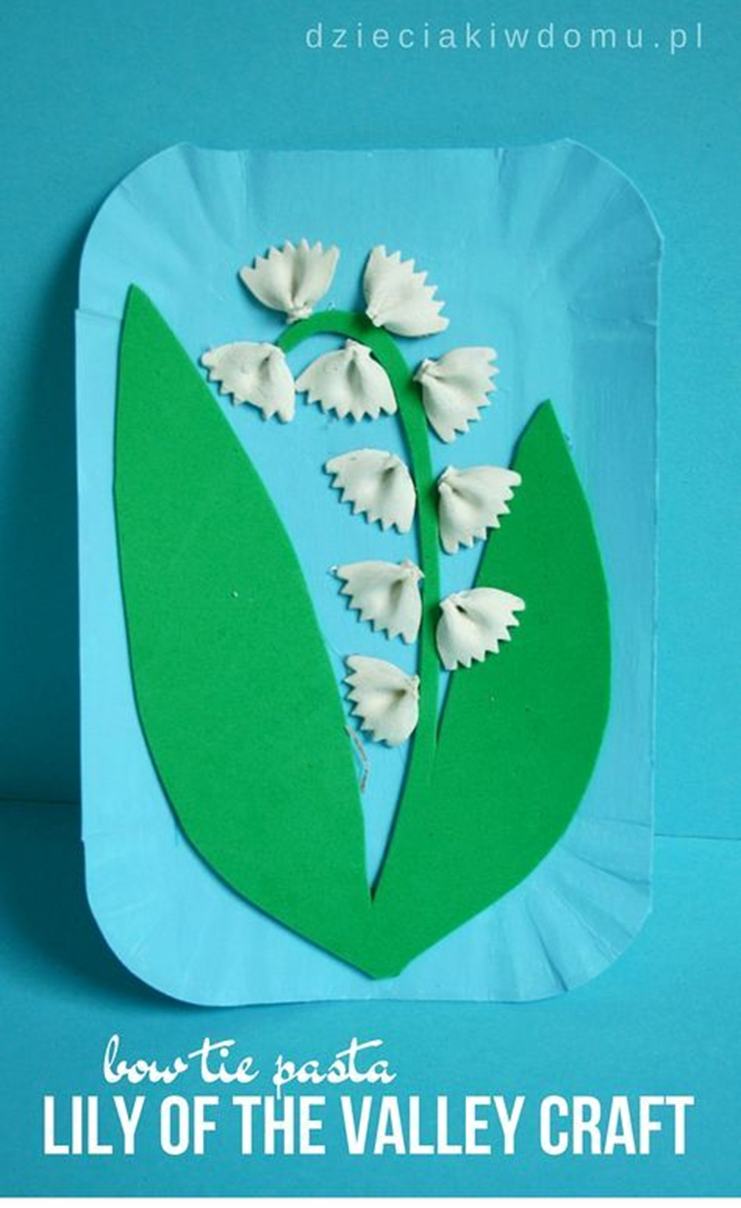 dzieciakiwdomu.pl
bow tie pasta
LILY OF THE VALLEY CRAFT